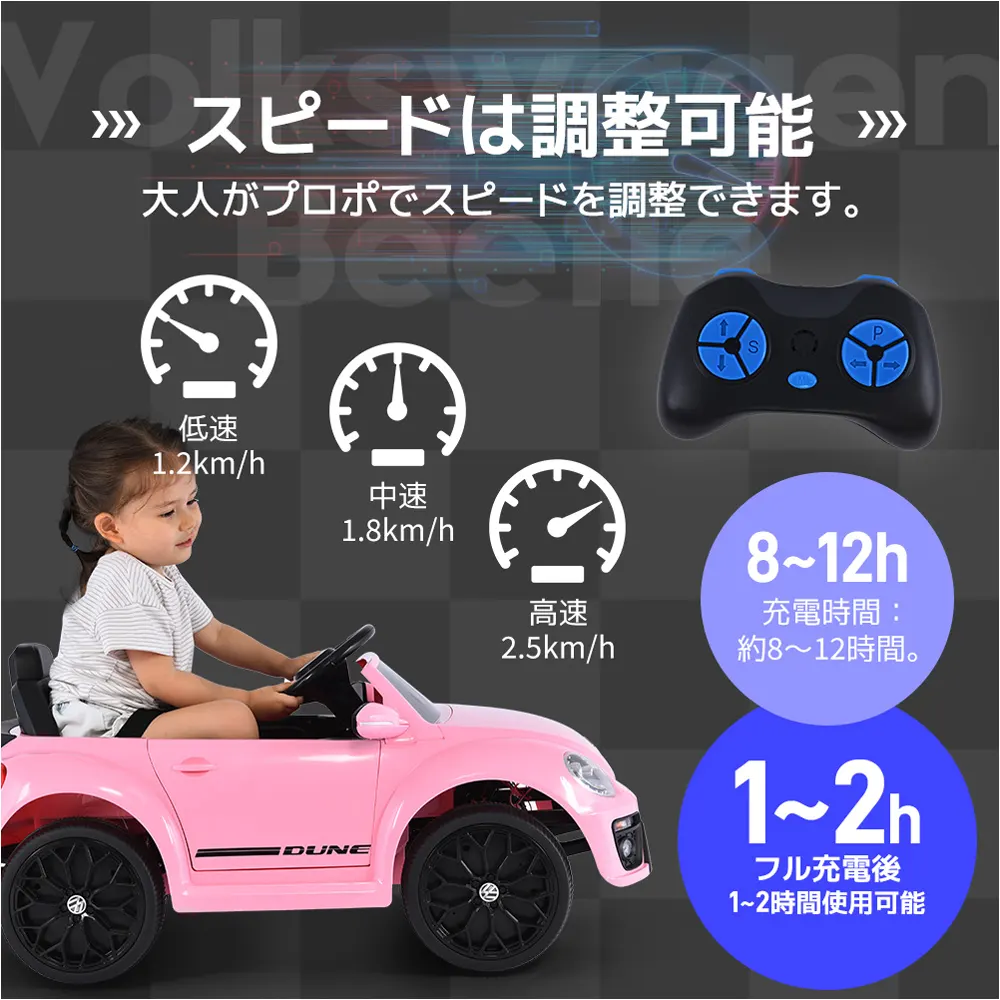 Volkswagen
スピードは調整可能
大人がプロポでスピードを調整できます。
Beetle
S
P
低速
1.2km/h
中速
1.8km/h
高速
2.5km/h
8~12h
充電時間：
約8〜12時間。
1~2h
フル充電後
1~2時間使用可能
DUNE